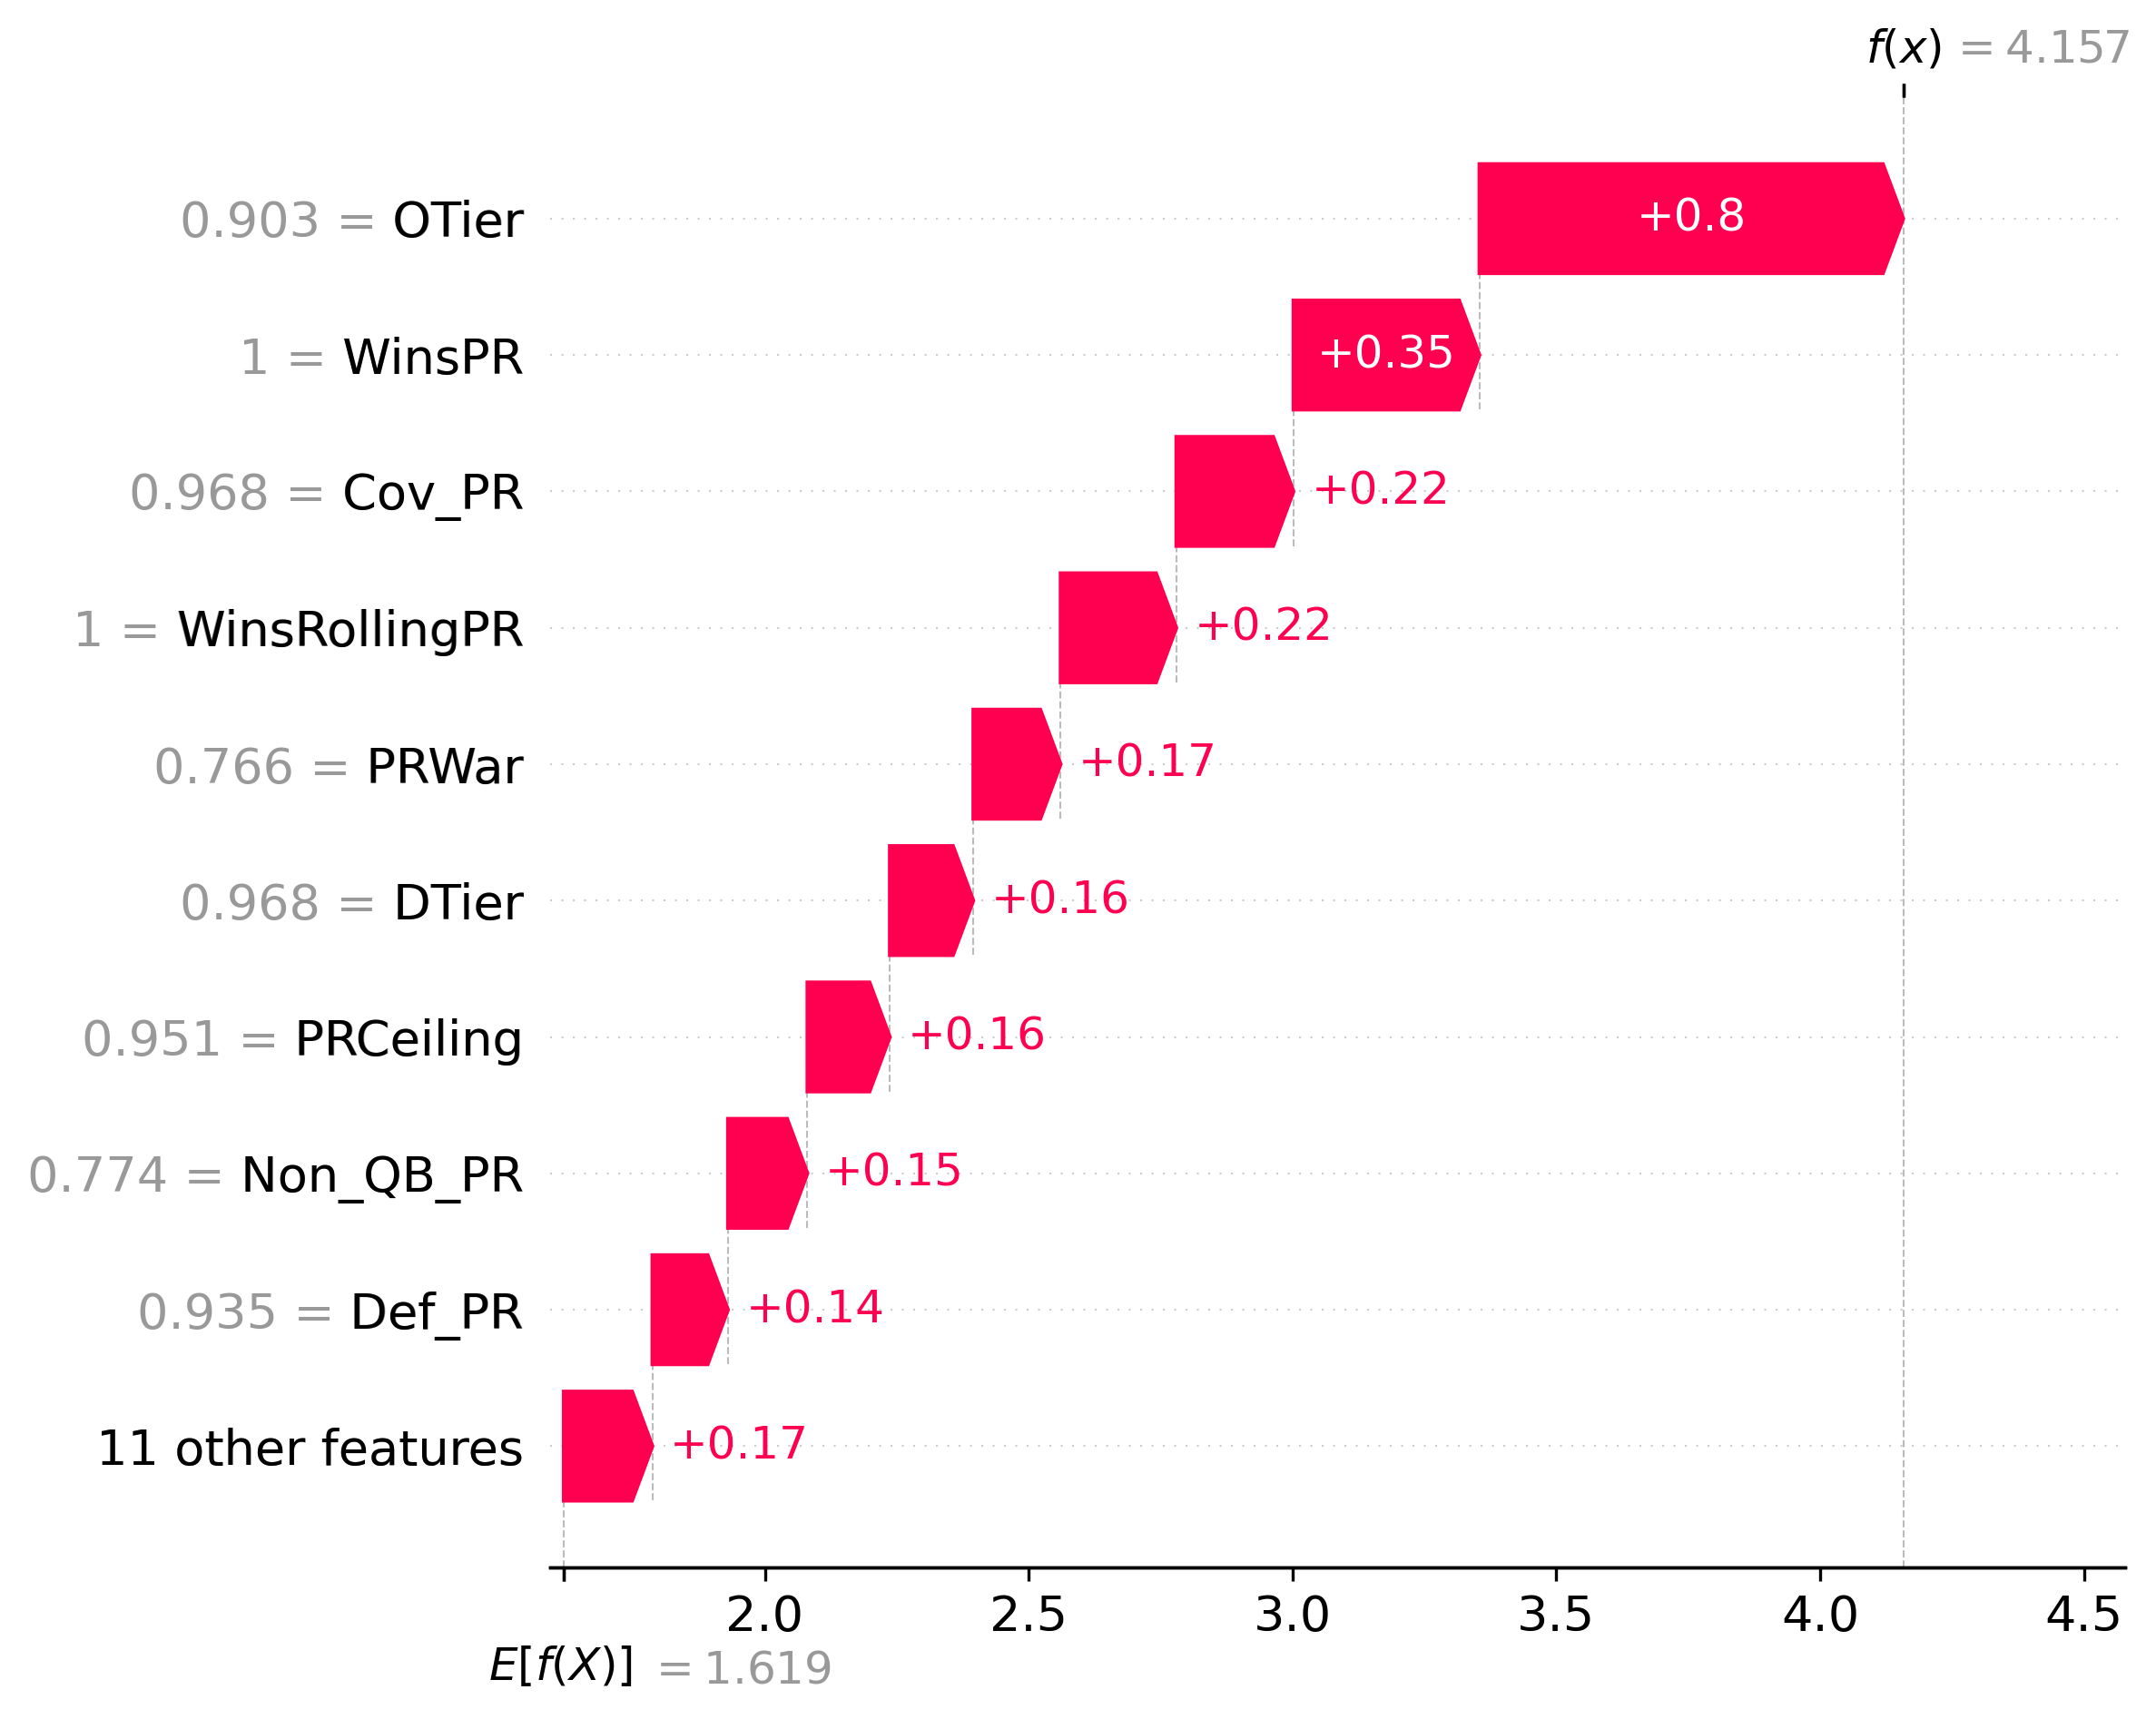 f(x) = 4.157
0.903 = OTier
+0.8
1 = WinsPR
+0.35
0.968 = Cov_PR
+0.22
1 = WinsRollingPR
+0.22
0.766 = PRWar
+0.17
0.968 = DTier
+0.16
0.951 = PRCeiling
+0.16
0.774 = Non_QB_PR
+0.15
0.935 = Def_PR
+0.14
11 other features
+0.17
2.0 2.5 3.0 3.5 4.0 4.5
E[f(X)] = 1.619